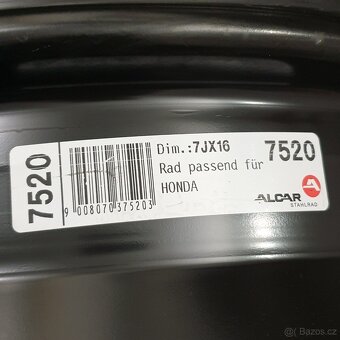 7520
9 008070 375203
Dim.:7JX16
Rad passend für
HONDA
7520
ALCAR
STAHLRAD
© Bazos.cz